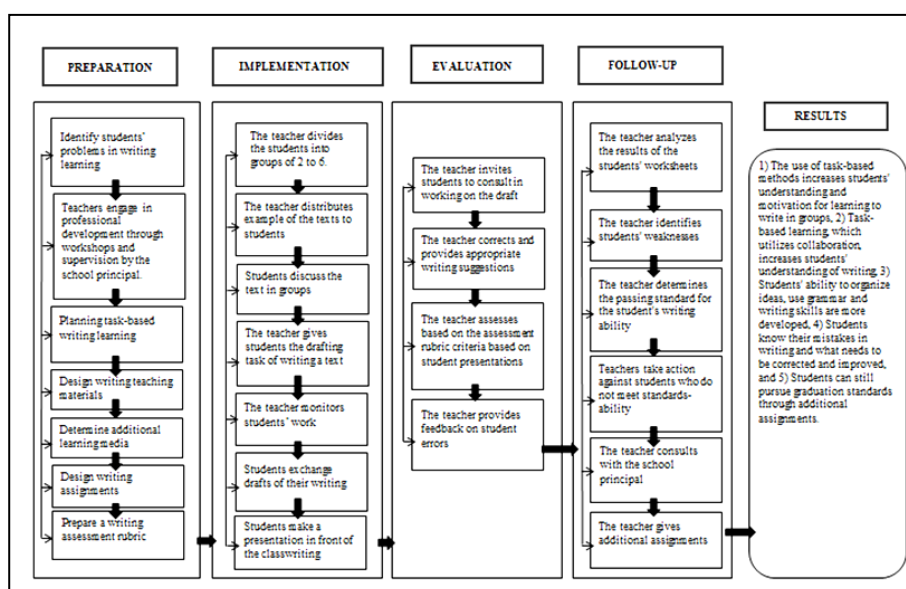 PREPARATION
Identify students'
problems in writing
learning
Teachers engage in
professional
development through
workshops and
supervision by the
school principal.
Planning task-based
writing learning
Design writing teaching
materials
Determine additional
learning media
Design writing
assignments
Prepare a writing
assessment rubric
IMPLEMENTATION
The teacher divides
the students into
groups of 2 to 6.
The teacher distributes
example of the texts to
students
Students discuss the
text in groups
The teacher gives
students the drafting
task of writing a text
The teacher monitors
students' work
Students exchange
drafts of their writing
Students make a
presentation in front of
the classwriting
EVALUATION
The teacher invites
students to consult in
working on the draft
The teacher corrects and
provides appropriate
writing suggestions
The teacher assesses
based on the assessment
rubric criteria based on
student presentations
The teacher provides
feedback on student
errors
FOLLOW-UP
The teacher analyzes
the results of the
students' worksheets
The teacher identifies
students' weaknesses
The teacher determines
the passing standard for
the student's writing
ability
Teachers take action
against students who do
not meet standards-
ability
The teacher consults
with the school
principal
The teacher gives
additional assignments
RESULTS
1) The use of task-based
methods increases students'
understanding and
motivation for learning to
write in groups, 2) Task-
based learning, which
utilizes collaboration,
increases students'
understanding of writing, 3)
Students' ability to organize
ideas, use grammar and
writing skills are more
developed, 4) Students
know their mistakes in
writing and what needs to
be corrected and improved,
and 5) Students can still
pursue graduation standards
through additional
assignments.